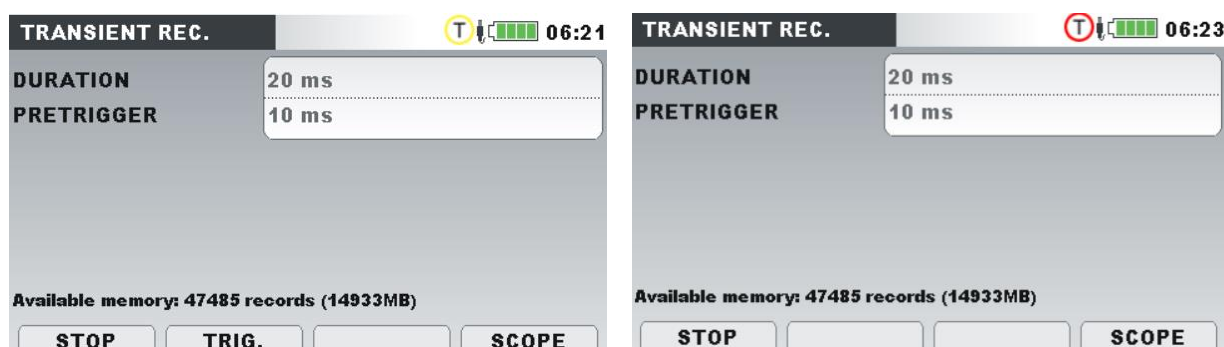 TRANSIENT REC. T 06:21
DURATION 20 ms
PRETRIGGER 10 ms
Available memory: 47485 records (14933MB)
STOP TRIG. SCOPE
TRANSIENT REC. T 06:23
DURATION 20 ms
PRETRIGGER 10 ms
Available memory: 47485 records (14933MB)
STOP SCOPE